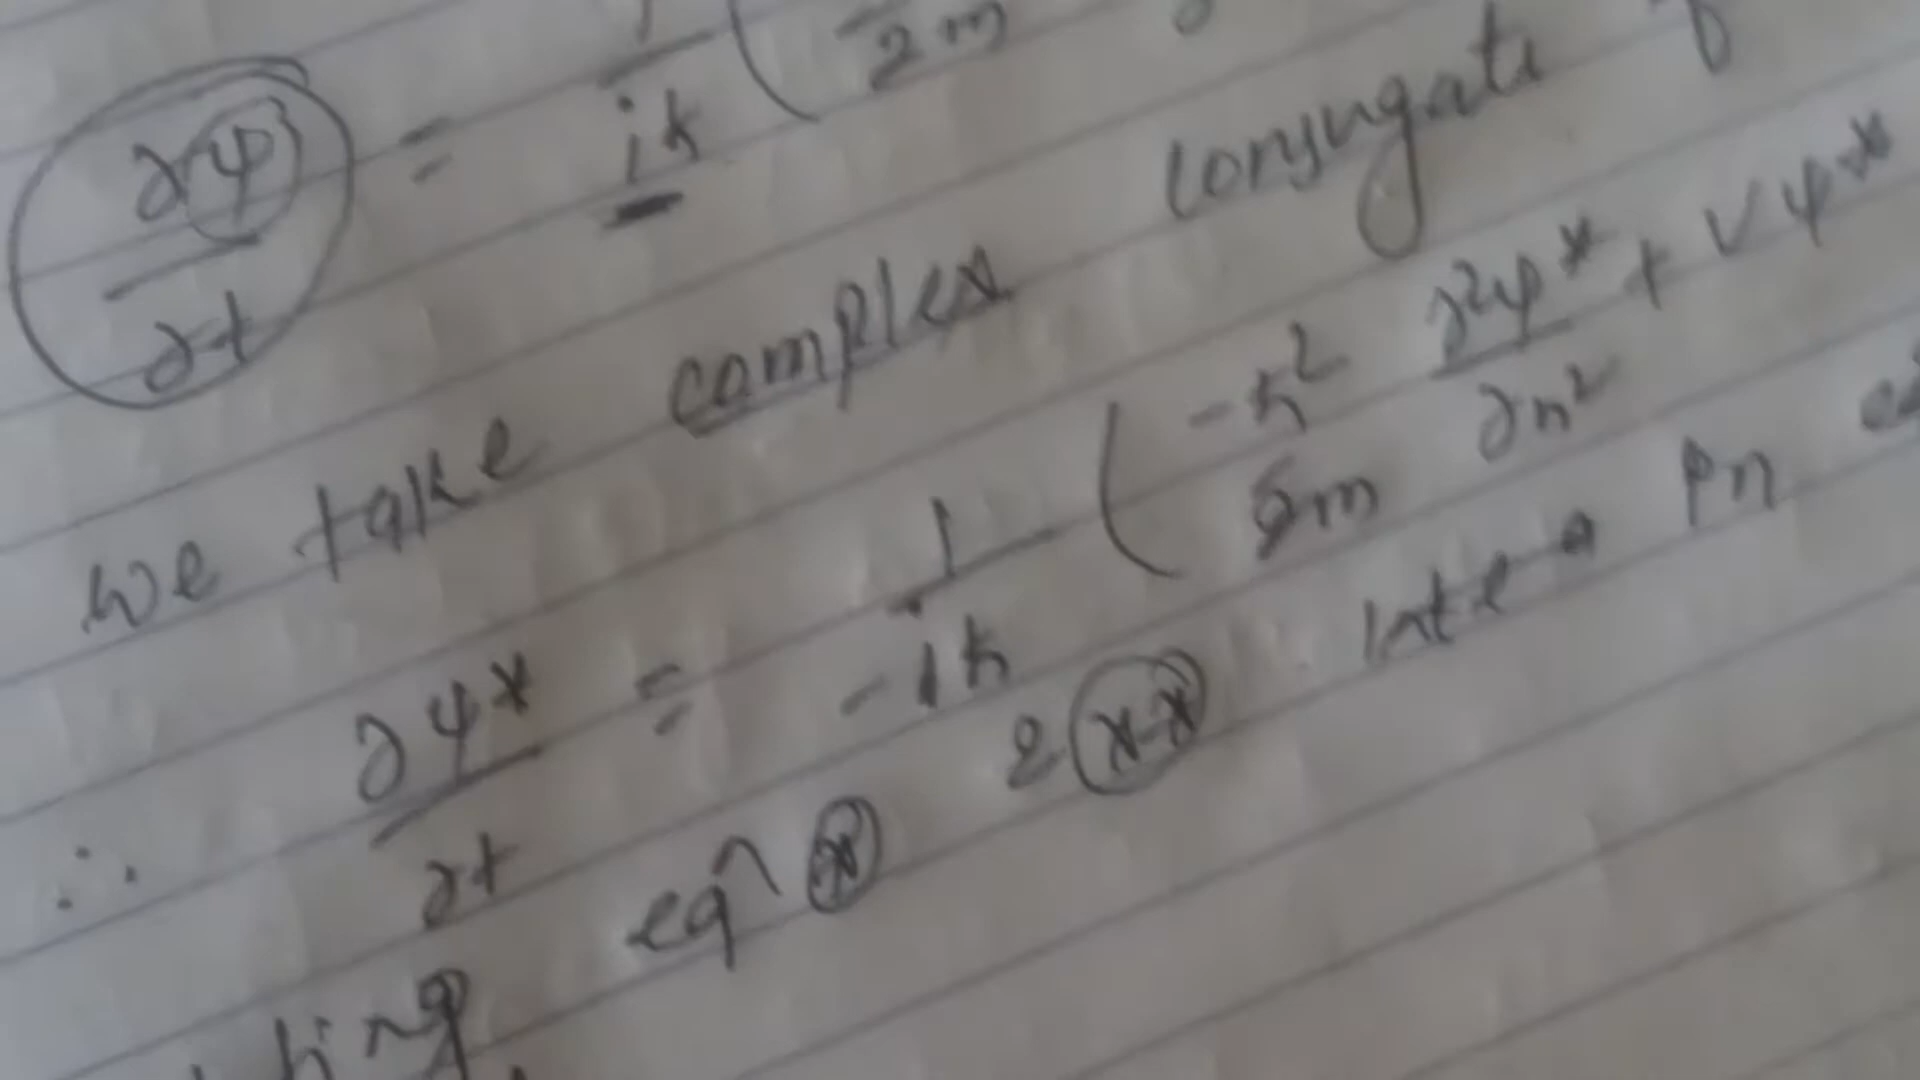 ∂ψ/∂t = 1/iħ ( 2m
we take complex conjugate
∴ ∂ψ*/∂t = 1/-iħ ( -ħ²/2m ∂²ψ*/∂x² + Vψ*
eqⁿ (*) & (**) in